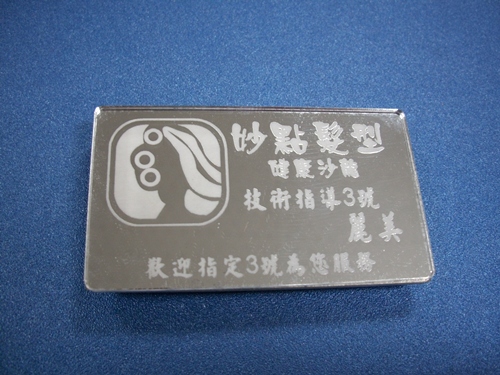 妙點髮型
健髮沙龍
技術指導3號
麗美
歡迎指定3號為您服務